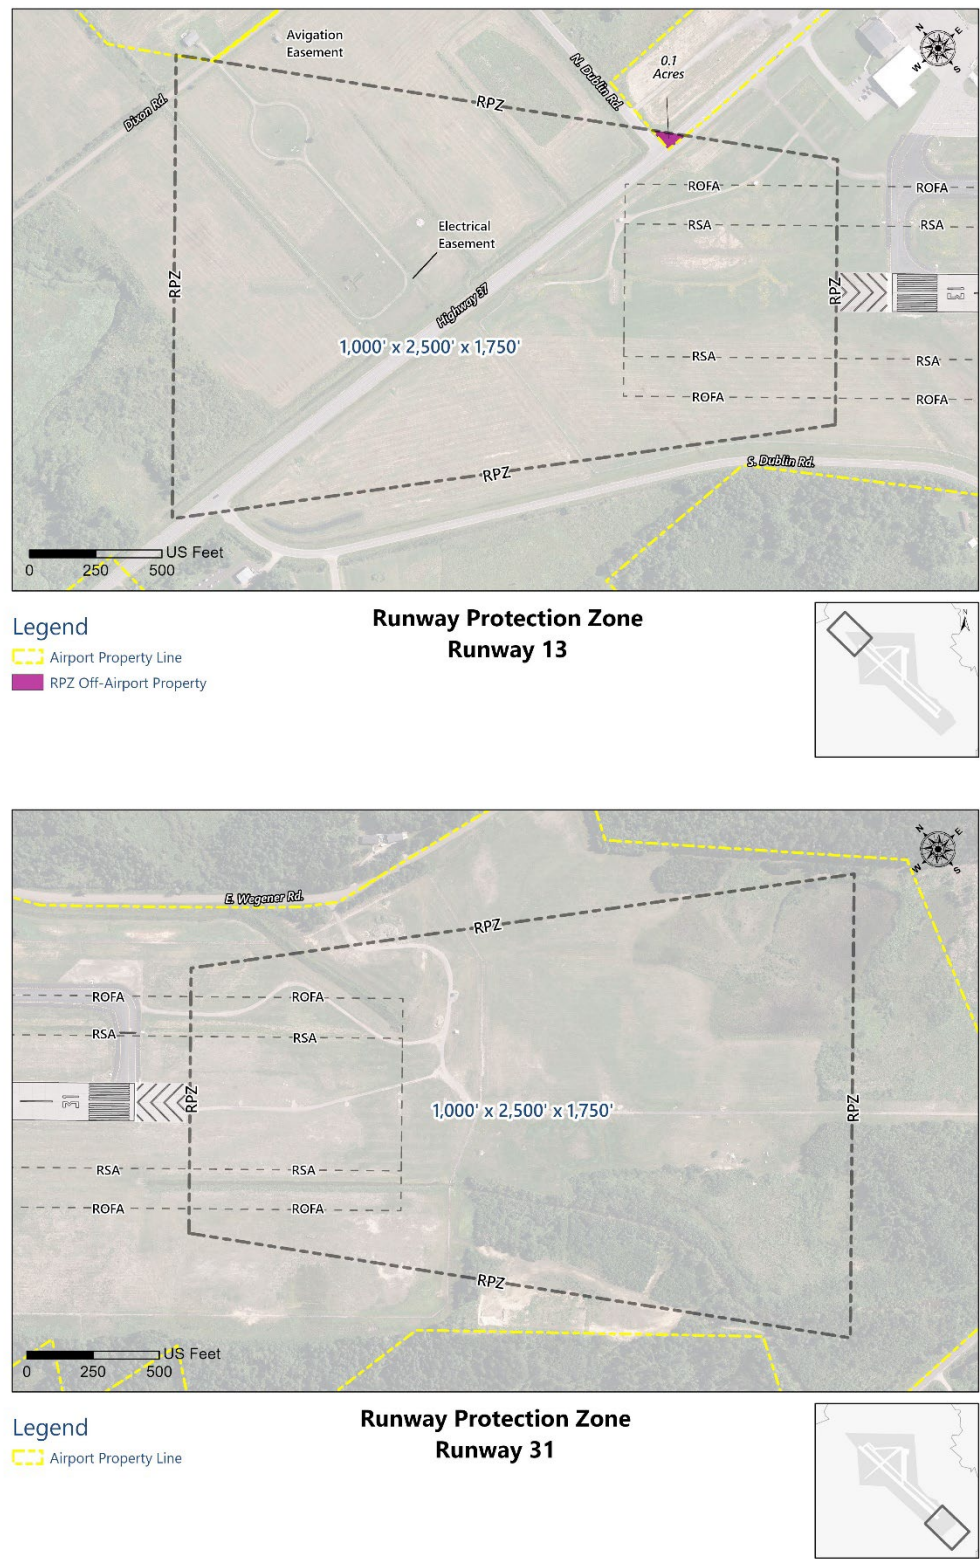 Avigation
Easement
N
E
W
S
0.1
Acres
N. Dublin Rd.
Dixon Rd.
RPZ
ROFA
ROFA
RSA
RSA
Electrical
Easement
RPZ
Highway 37
RPZ
13
1,000' x 2,500' x 1,750'
RSA
RSA
ROFA
ROFA
RPZ
S. Dublin Rd.
US Feet
0 250 500
Legend
Airport Property Line
RPZ Off-Airport Property
Runway Protection Zone
Runway 13
N
N
E
W
S
E. Wegener Rd.
RPZ
ROFA
ROFA
RSA
RSA
31
RPZ
1,000' x 2,500' x 1,750'
RPZ
RSA
RSA
ROFA
ROFA
RPZ
US Feet
0 250 500
Legend
Airport Property Line
Runway Protection Zone
Runway 31